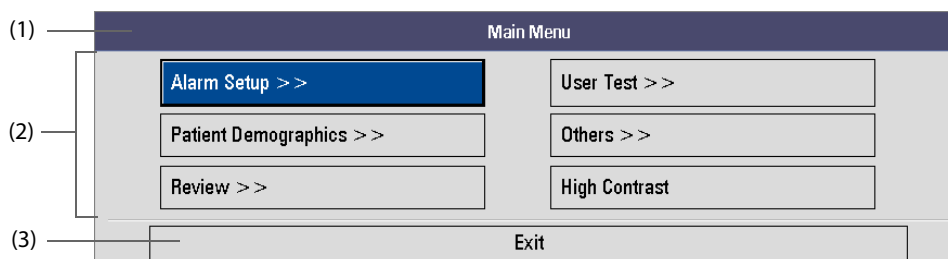 (1) Main Menu
(2)
Alarm Setup >> User Test >>
Patient Demographics >> Others >>
Review >> High Contrast
(3) Exit